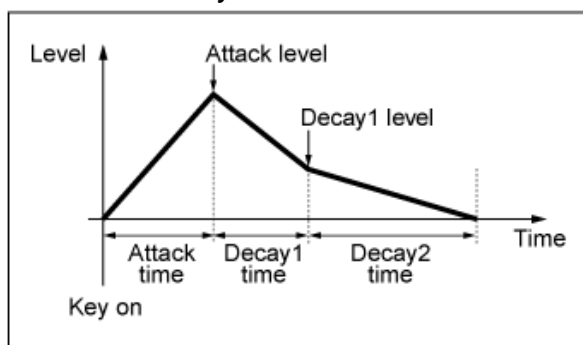 Level
Attack level
Decay1 level
Time
Attack time
Decay1 time
Decay2 time
Key on